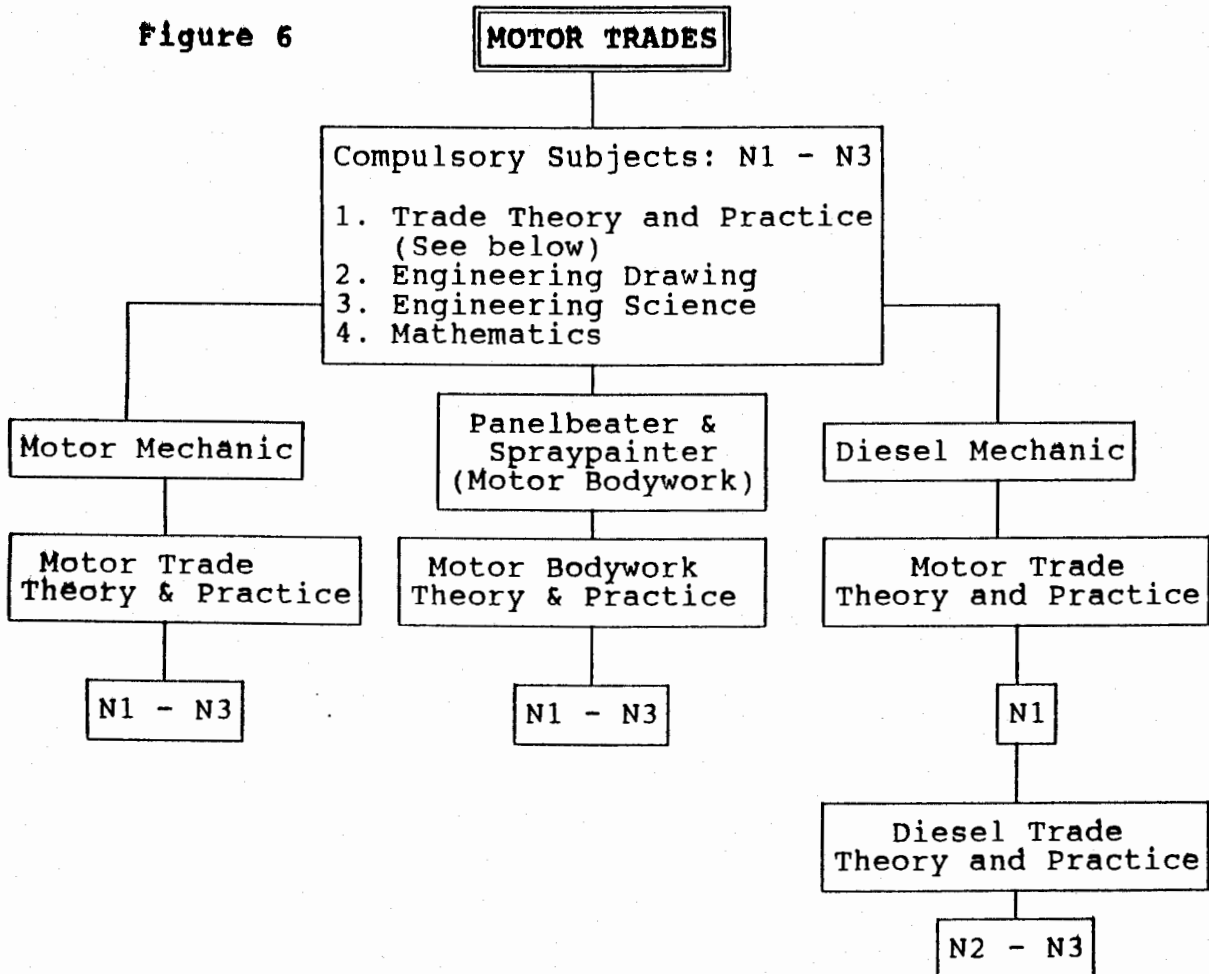 Figure 6
MOTOR TRADES
Compulsory Subjects: N1 - N3
1. Trade Theory and Practice
(See below)
2. Engineering Drawing
3. Engineering Science
4. Mathematics
Motor Mechanic
Motor Trade
Theory & Practice
N1 - N3
Panelbeater &
Spraypainter
(Motor Bodywork)
Motor Bodywork
Theory & Practice
N1 - N3
Diesel Mechanic
Motor Trade
Theory and Practice
N1
Diesel Trade
Theory and Practice
N2 - N3